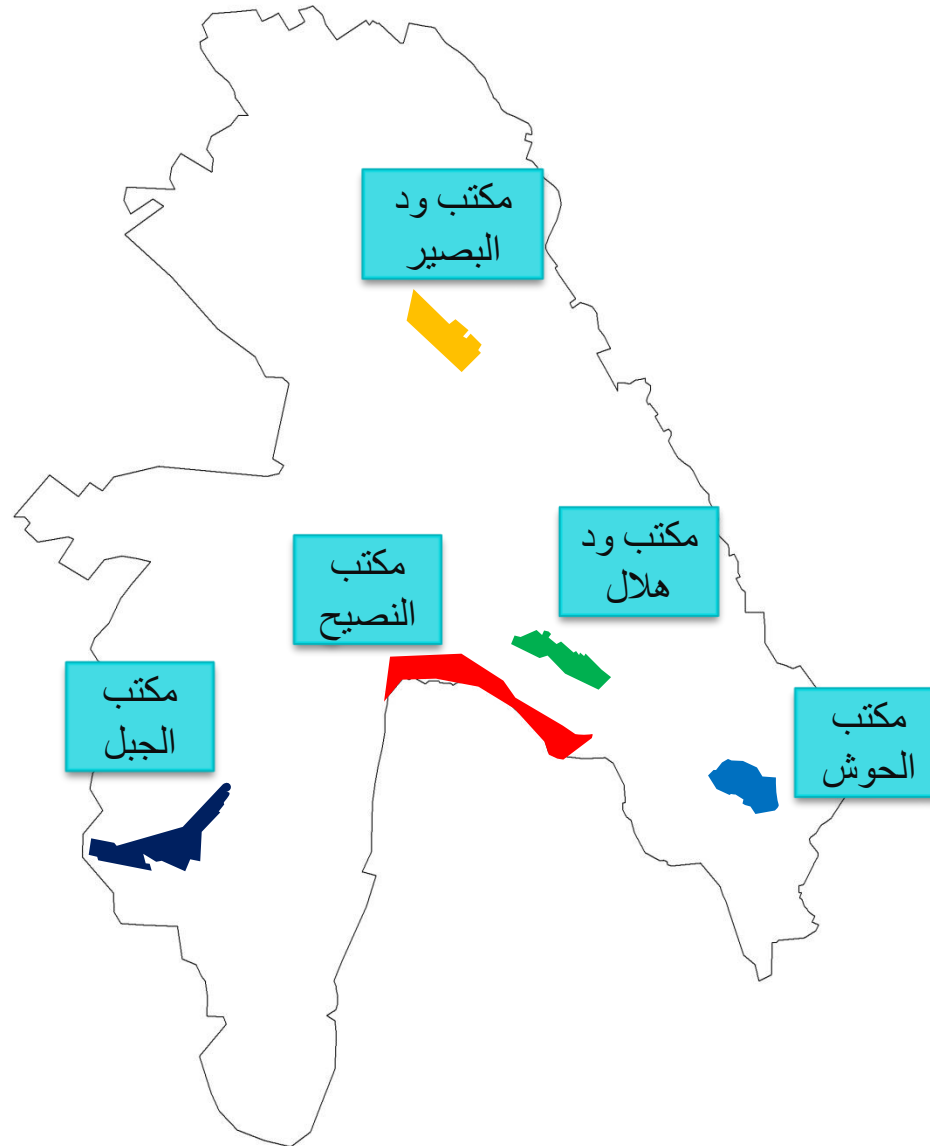 مكتب ود
البصير
مكتب ود
هلال
مكتب
النصيح
مكتب
الجبل
مكتب
الحوش